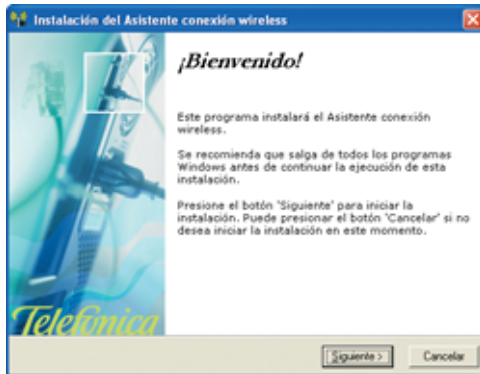 Instalación del Asistente conexión wireless
¡Bienvenido!
Este programa instalará el Asistente conexión
wireless.
Se recomienda que salga de todos los programas
Windows antes de continuar la ejecución de esta
instalación.
Presione el botón 'Siguiente' para iniciar la
instalación. Puede presionar el botón 'Cancelar' si no
desea iniciar la instalación en este momento.
Telefónica
Siguiente >
Cancelar